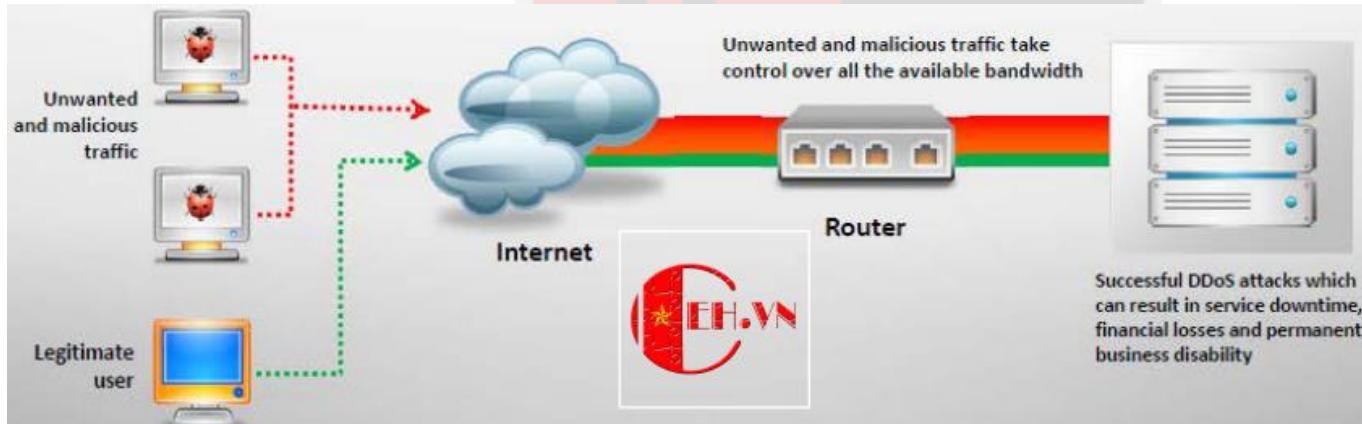 Unwanted
and malicious
traffic
Legitimate
user
Internet
Unwanted and malicious traffic take
control over all the available bandwidth
Router
CEH.VN
Successful DDoS attacks which
can result in service downtime,
financial losses and permanent
business disability